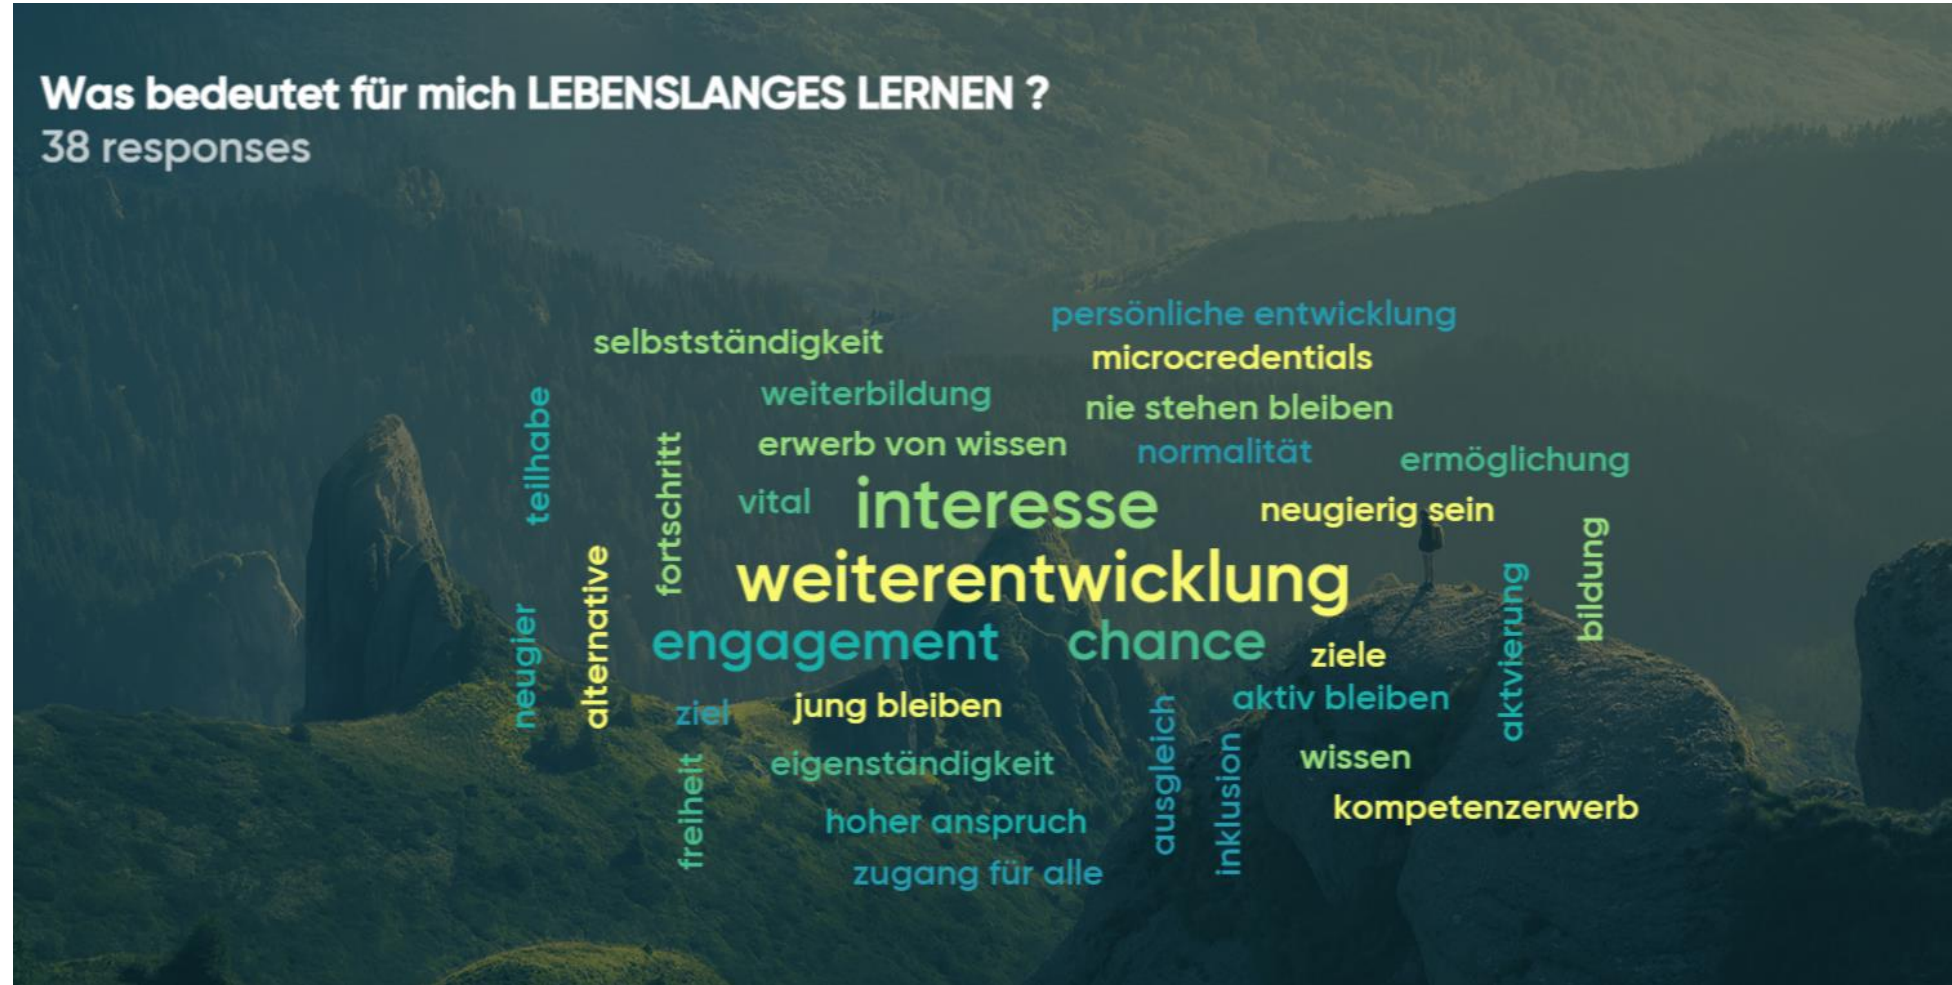 Was bedeutet für mich LEBENSLANGES LERNEN ?
38 responses
persönliche entwicklung
selbstständigkeit
microcredentials
weiterbildung
nie stehen bleiben
teilhabe
erwerb von wissen
normalität
ermöglichung
fortschritt
vital
interesse
neugierig sein
bildung
weiterentwicklung
alternative
neugier
engagement
chance
ziele
aktvierung
aktiv bleiben
ziel
jung bleiben
ausgleich
inklusion
wissen
eigenständigkeit
freiheit
kompetenzerwerb
hoher anspruch
zugang für alle